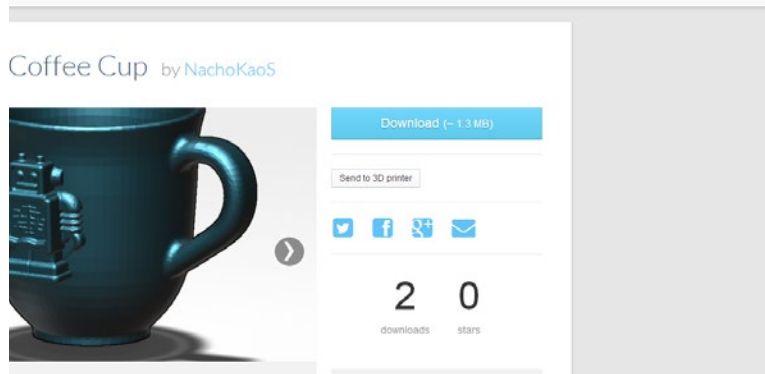 Coffee Cup by NachoKaoS
Download (~ 1.3 MB)
Send to 3D printer
2 0
downloads stars